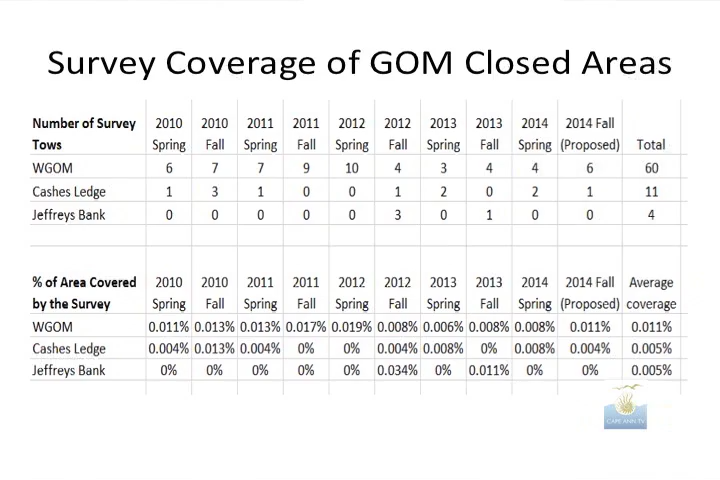 Survey Coverage of GOM Closed Areas
Number of Survey Tows 2010 Spring 2010 Fall 2011 Spring 2011 Fall 2012 Spring 2012 Fall 2013 Spring 2013 Fall 2014 Spring 2014 Fall (Proposed) Total
WGOM 6 7 7 9 10 4 3 4 4 6 60
Cashes Ledge 1 3 1 0 0 1 2 0 2 1 11
Jeffreys Bank 0 0 0 0 0 3 0 1 0 0 4
% of Area Covered by the Survey 2010 Spring 2010 Fall 2011 Spring 2011 Fall 2012 Spring 2012 Fall 2013 Spring 2013 Fall 2014 Spring 2014 Fall (Proposed) Average coverage
WGOM 0.011% 0.013% 0.013% 0.017% 0.019% 0.008% 0.006% 0.008% 0.008% 0.011% 0.011%
Cashes Ledge 0.004% 0.013% 0.004% 0% 0% 0.004% 0.008% 0% 0.008% 0.004% 0.005%
Jeffreys Bank 0% 0% 0% 0% 0% 0.034% 0% 0.011% 0% 0% 0.005%
CAPE ANN TV